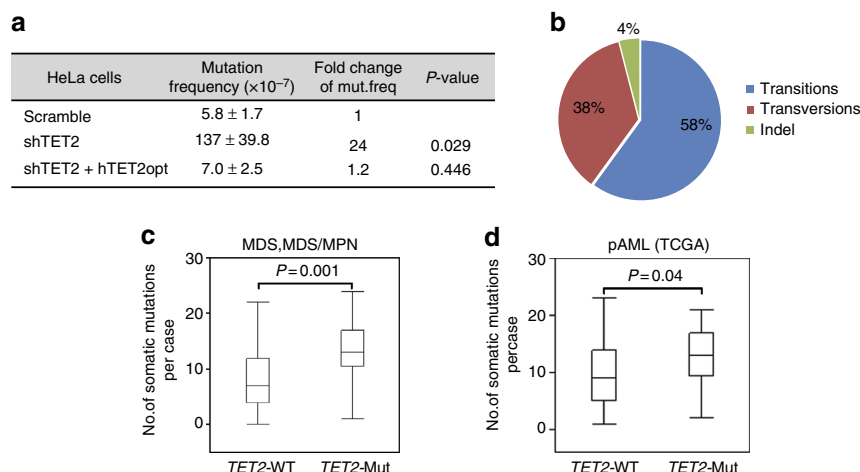 a
HeLa cells Mutation frequency (×10⁻⁷) Fold change of mut.freq P-value
Scramble 5.8 ± 1.7 1
shTET2 137 ± 39.8 24 0.029
shTET2 + hTET2opt 7.0 ± 2.5 1.2 0.446
b
4%
38%
58%
Transitions
Transversions
Indel
c
MDS,MDS/MPN
P = 0.001
No.of somatic mutations
per case
30
20
10
0
TET2-WT TET2-Mut
d
pAML (TCGA)
P = 0.04
No.of somatic mutations
percase
30
20
10
0
TET2-WT TET2-Mut